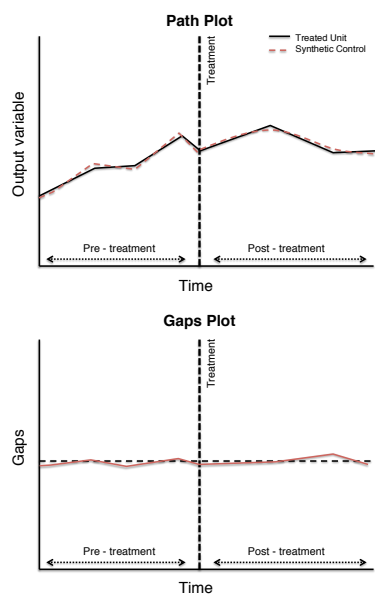 Path Plot
Treated Unit
Synthetic Control
Treatment
Output variable
Pre - treatment
Post - treatment
Time
Gaps Plot
Treatment
Gaps
Pre - treatment
Post - treatment
Time